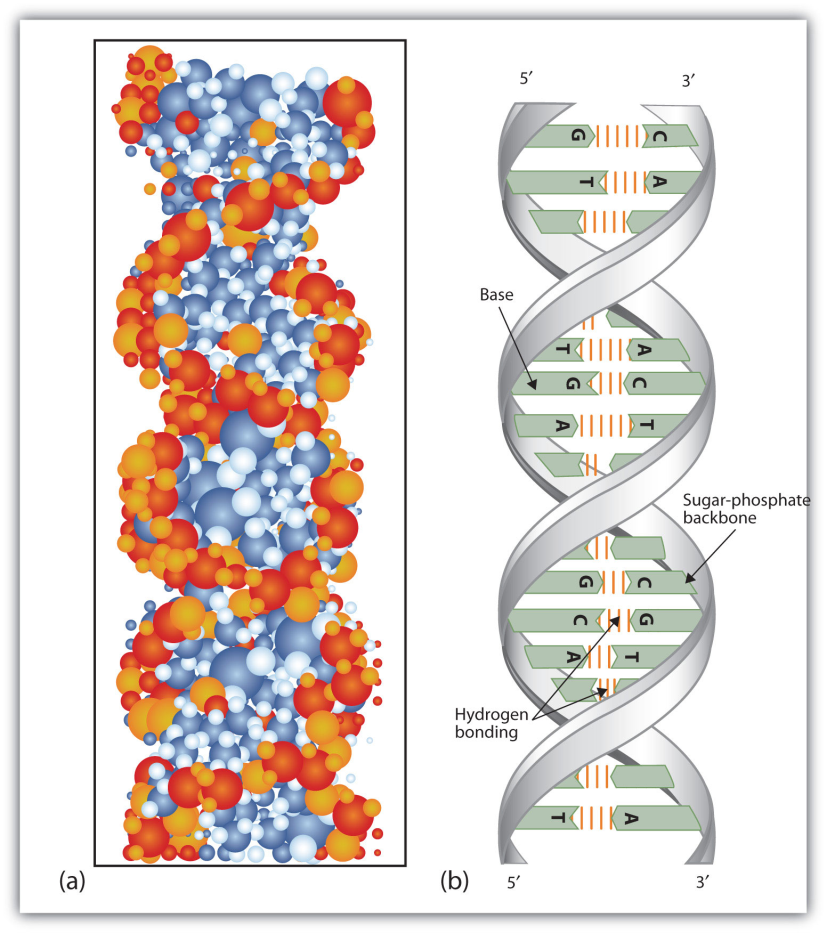 5′ 3′
G C
T A
Base
T A
G C
A T
Sugar-phosphate
backbone
G C
C G
A T
Hydrogen
bonding
T A
(a) (b) 5′ 3′